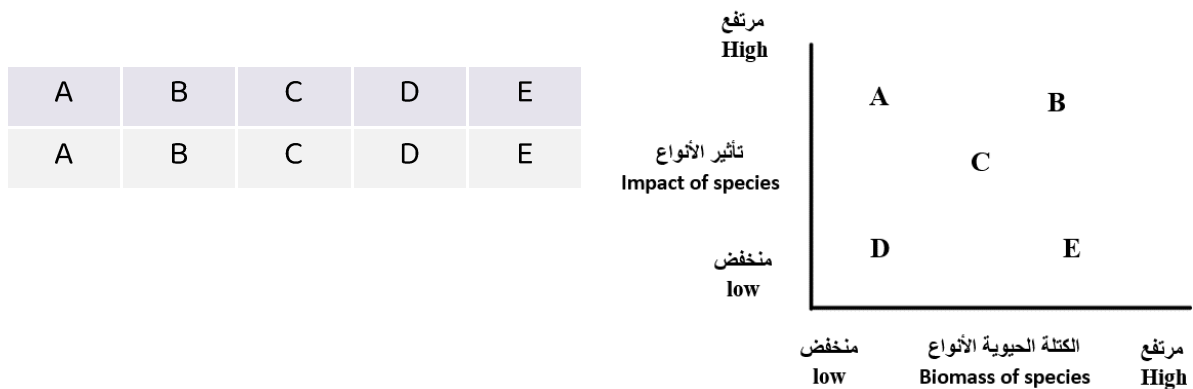 A B C D E
A B C D E
مرتفع
High
A B
تأثير الأنواع
Impact of species
C
D E
منخفض
low
منخفض الكتلة الحيوية الأنواع مرتفع
low Biomass of species High